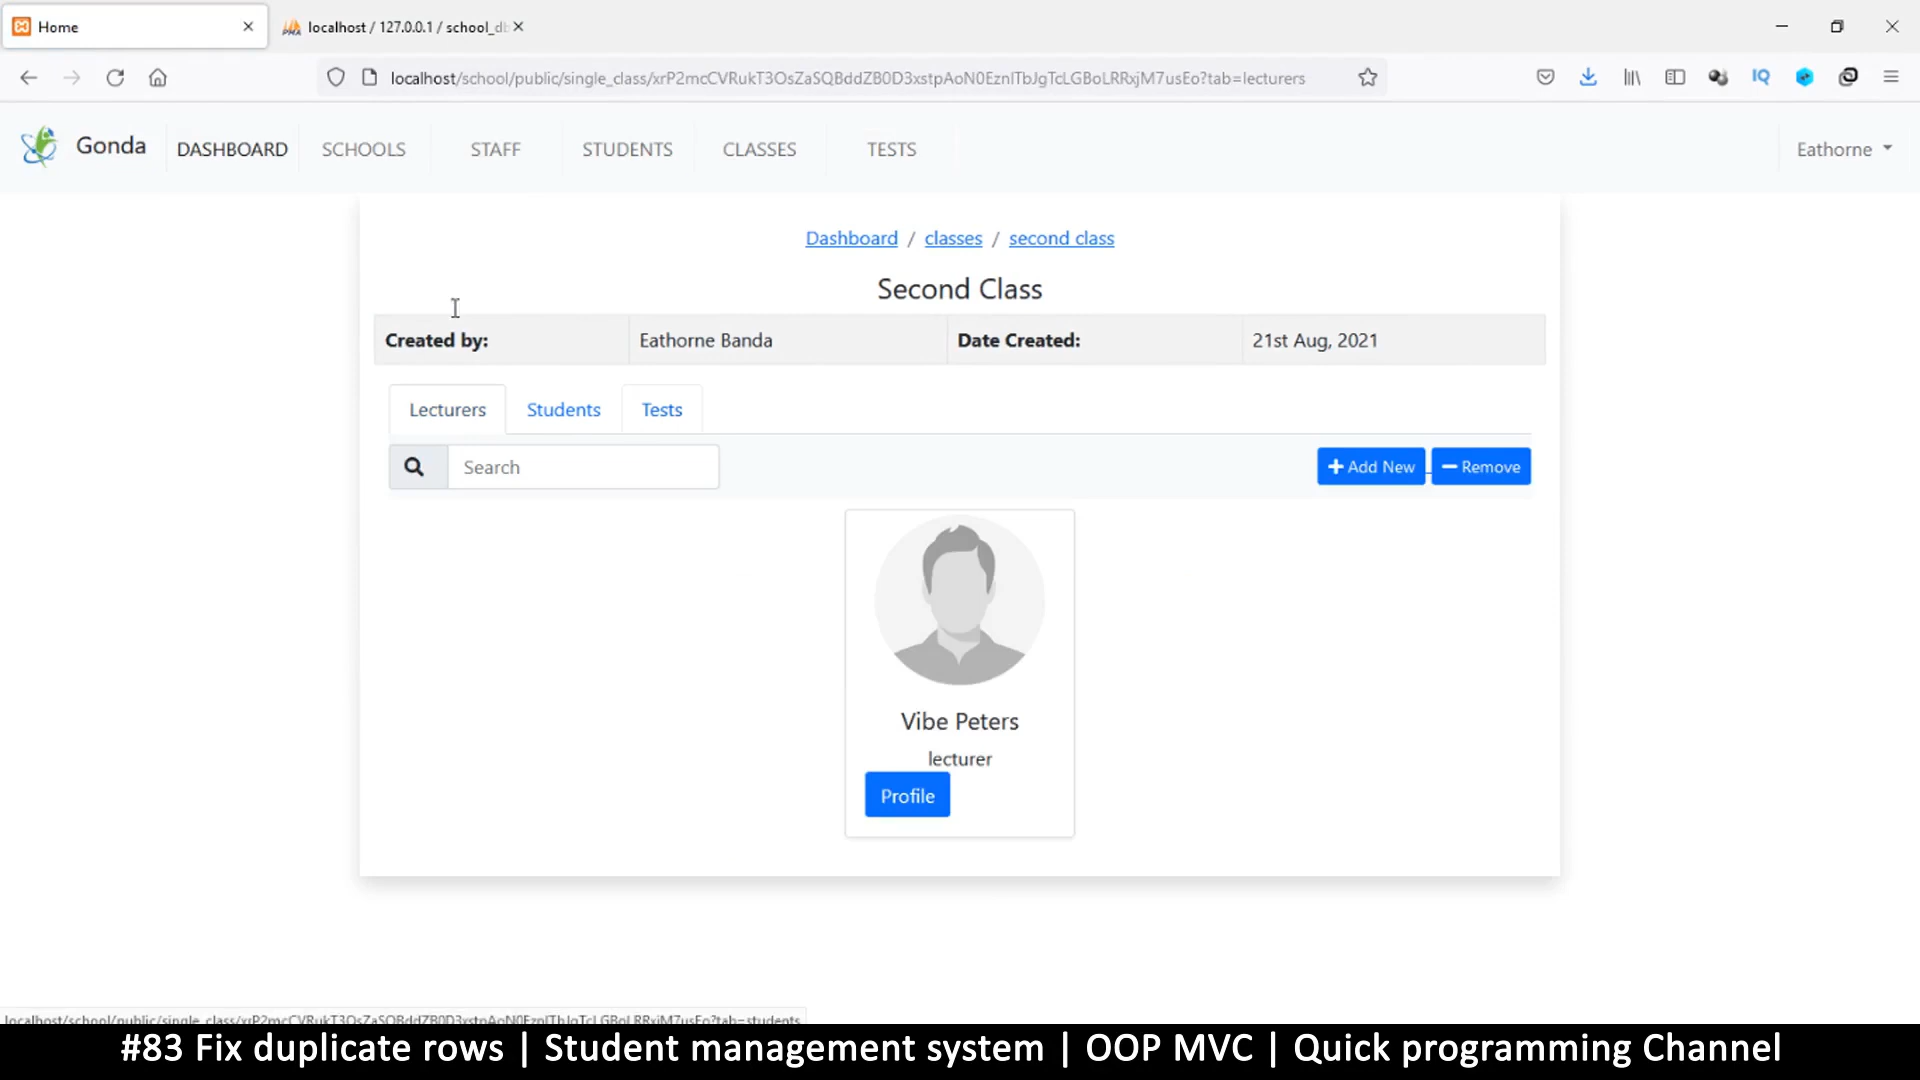 Home
localhost / 127.0.0.1 / school_db
localhost/school/public/single_class/xrP2mcCVRukT3OsZaSQBddZB0D3xstpAoN0EznITbJgTcLGBoLRRxjM7usEo?tab=lecturers
IQ
Gonda
DASHBOARD
SCHOOLS
STAFF
STUDENTS
CLASSES
TESTS
Eathorne
Dashboard / classes / second class
Second Class
Created by: Eathorne Banda Date Created: 21st Aug, 2021
Lecturers Students Tests
Search
Add New
Remove
Vibe Peters
lecturer
Profile
localhost/school/public/single_class/xrP2mcCVRukT3OsZaSQBddZB0D3xstpAoN0EznITbJgTcLGBoLRRxjM7usEo?tab=students
#83 Fix duplicate rows | Student management system | OOP MVC | Quick programming Channel